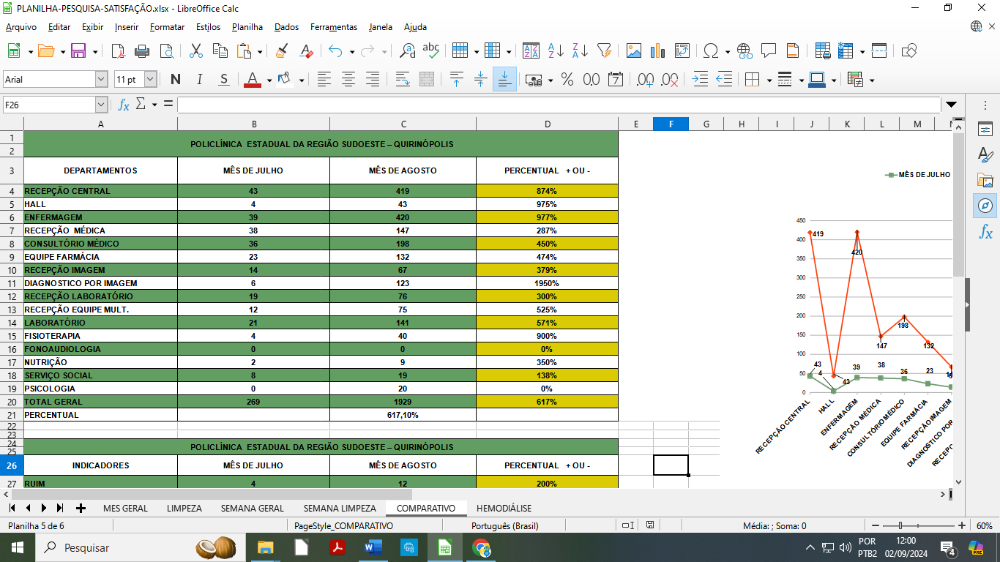 PLANILHA-PESQUISA-SATISFAÇÃO.xlsx - LibreOffice Calc
Arquivo Editar Exibir Inserir Formatar Estilos Planilha Dados Ferramentas Janela Ajuda
Arial 11 pt N I S
F26
A B C D E F G H I J K L M
1
2
POLICLÍNICA ESTADUAL DA REGIÃO SUDOESTE – QUIRINÓPOLIS
3 DEPARTAMENTOS MÊS DE JULHO MÊS DE AGOSTO PERCENTUAL + OU -
4 RECEPÇÃO CENTRAL 43 419 874%
5 HALL 4 43 975%
6 ENFERMAGEM 39 420 977%
7 RECEPÇÃO MÉDICA 38 147 287%
8 CONSULTÓRIO MÉDICO 36 198 450%
9 EQUIPE FARMÁCIA 23 132 474%
10 RECEPÇÃO IMAGEM 14 67 379%
11 DIAGNOSTICO POR IMAGEM 6 123 1950%
12 RECEPÇÃO LABORATÓRIO 19 76 300%
13 RECEPÇÃO EQUIPE MULT. 12 75 525%
14 LABORATÓRIO 21 141 571%
15 FISIOTERAPIA 4 40 900%
16 FONOAUDIOLOGIA 0 0 0%
17 NUTRIÇÃO 2 9 350%
18 SERVIÇO SOCIAL 8 19 138%
19 PSICOLOGIA 0 20 0%
20 TOTAL GERAL 269 1929 617%
21 PERCENTUAL 617,10%
22
23
24
25
POLICLÍNICA ESTADUAL DA REGIÃO SUDOESTE – QUIRINÓPOLIS
26 INDICADORES MÊS DE JULHO MÊS DE AGOSTO PERCENTUAL + OU -
27 RUIM 4 12 200%
MÊS DE JULHO
450
400
350
300
250
200
150
100
50
0
419
43
420
147
198
132
43
4
39
38
36
23
RECEPÇÃO CENTRAL
HALL
ENFERMAGEM
RECEPÇÃO MÉDICA
CONSULTÓRIO MÉDICO
EQUIPE FARMÁCIA
RECEPÇÃO IMAGEM
DIAGNOSTICO POR
MES GERAL LIMPEZA SEMANA GERAL SEMANA LIMPEZA COMPARATIVO HEMODIÁLISE
Planilha 5 de 6 PageStyle_COMPARATIVO Português (Brasil) Média: ; Soma: 0 60%
Pesquisar
POR
PTB2
12:00
02/09/2024
4